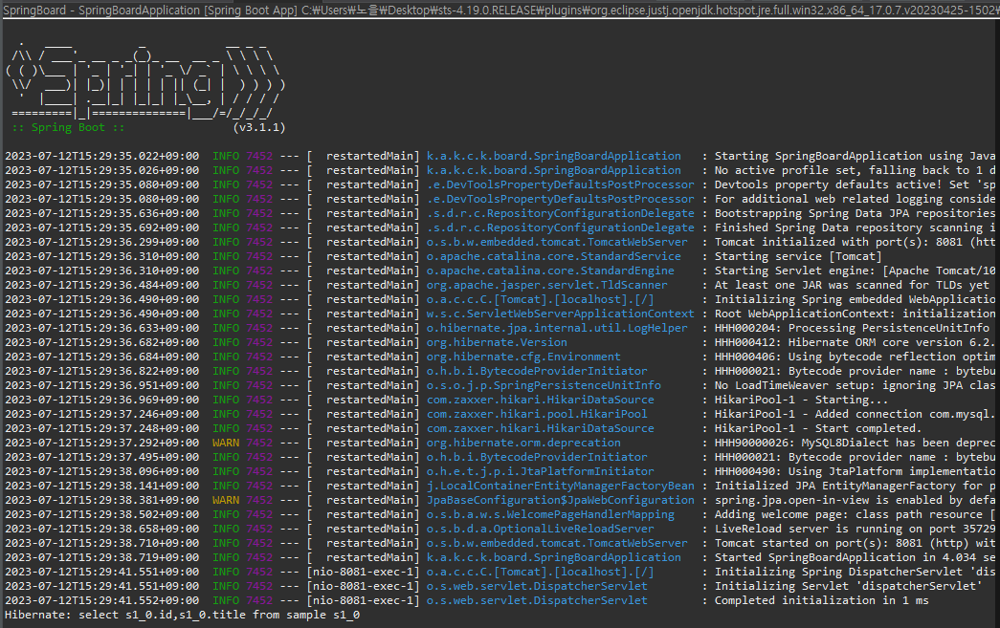 SpringBoard - SpringBoardApplication [Spring Boot App] C:₩Users₩노을₩Desktop₩sts-4.19.0.RELEASE₩plugins₩org.eclipse.justj.openjdk.hotspot.jre.full.win32.x86_64_17.0.7.v20230425-1502₩
  .   ____          _            __ _ _
 /\\ / ___'_ __ _ _(_)_ __  __ _ \ \ \ \
( ( )\___ | '_ | '_| | '_ \/ _` | \ \ \ \
 \\/  ___)| |_)| | | | | || (_| |  ) ) ) )
  '  |____| .__|_| |_|_| |_\__, | / / / /
 =========|_|==============|___/=/_/_/_/
 :: Spring Boot ::                (v3.1.1)
2023-07-12T15:29:35.022+09:00  INFO 7452 --- [  restartedMain] k.a.k.c.k.board.SpringBoardApplication   : Starting SpringBoardApplication using Java
2023-07-12T15:29:35.026+09:00  INFO 7452 --- [  restartedMain] k.a.k.c.k.board.SpringBoardApplication   : No active profile set, falling back to 1 d
2023-07-12T15:29:35.080+09:00  INFO 7452 --- [  restartedMain] .e.DevToolsPropertyDefaultsPostProcessor : Devtools property defaults active! Set 'sp
2023-07-12T15:29:35.080+09:00  INFO 7452 --- [  restartedMain] .e.DevToolsPropertyDefaultsPostProcessor : For additional web related logging conside
2023-07-12T15:29:35.636+09:00  INFO 7452 --- [  restartedMain] .s.d.r.c.RepositoryConfigurationDelegate : Bootstrapping Spring Data JPA repositories
2023-07-12T15:29:35.692+09:00  INFO 7452 --- [  restartedMain] .s.d.r.c.RepositoryConfigurationDelegate : Finished Spring Data repository scanning i
2023-07-12T15:29:36.299+09:00  INFO 7452 --- [  restartedMain] o.s.b.w.embedded.tomcat.TomcatWebServer  : Tomcat initialized with port(s): 8081 (htt
2023-07-12T15:29:36.310+09:00  INFO 7452 --- [  restartedMain] o.apache.catalina.core.StandardService   : Starting service [Tomcat]
2023-07-12T15:29:36.310+09:00  INFO 7452 --- [  restartedMain] o.apache.catalina.core.StandardEngine    : Starting Servlet engine: [Apache Tomcat/10
2023-07-12T15:29:36.484+09:00  INFO 7452 --- [  restartedMain] org.apache.jasper.servlet.TldScanner     : At least one JAR was scanned for TLDs yet
2023-07-12T15:29:36.490+09:00  INFO 7452 --- [  restartedMain] o.a.c.c.C.[Tomcat].[localhost].[/]       : Initializing Spring embedded WebApplicatio
2023-07-12T15:29:36.490+09:00  INFO 7452 --- [  restartedMain] w.s.c.ServletWebServerApplicationContext : Root WebApplicationContext: initialization
2023-07-12T15:29:36.633+09:00  INFO 7452 --- [  restartedMain] o.hibernate.jpa.internal.util.LogHelper  : HHH000204: Processing PersistenceUnitInfo
2023-07-12T15:29:36.682+09:00  INFO 7452 --- [  restartedMain] org.hibernate.Version                    : HHH000412: Hibernate ORM core version 6.2.
2023-07-12T15:29:36.684+09:00  INFO 7452 --- [  restartedMain] org.hibernate.cfg.Environment            : HHH000406: Using bytecode reflection optim
2023-07-12T15:29:36.822+09:00  INFO 7452 --- [  restartedMain] o.h.b.i.BytecodeProviderInitiator        : HHH000021: Bytecode provider name : bytebu
2023-07-12T15:29:36.951+09:00  INFO 7452 --- [  restartedMain] o.s.o.j.p.SpringPersistenceUnitInfo      : No LoadTimeWeaver setup: ignoring JPA clas
2023-07-12T15:29:36.969+09:00  INFO 7452 --- [  restartedMain] com.zaxxer.hikari.HikariDataSource       : HikariPool-1 - Starting...
2023-07-12T15:29:37.246+09:00  INFO 7452 --- [  restartedMain] com.zaxxer.hikari.pool.HikariPool        : HikariPool-1 - Added connection com.mysql.
2023-07-12T15:29:37.248+09:00  INFO 7452 --- [  restartedMain] com.zaxxer.hikari.HikariDataSource       : HikariPool-1 - Start completed.
2023-07-12T15:29:37.292+09:00  WARN 7452 --- [  restartedMain] org.hibernate.orm.deprecation            : HHH90000026: MySQL8Dialect has been deprec
2023-07-12T15:29:37.495+09:00  INFO 7452 --- [  restartedMain] o.h.b.i.BytecodeProviderInitiator        : HHH000021: Bytecode provider name : bytebu
2023-07-12T15:29:38.096+09:00  INFO 7452 --- [  restartedMain] o.h.e.t.j.p.i.JtaPlatformInitiator       : HHH000490: Using JtaPlatform implementatio
2023-07-12T15:29:38.141+09:00  INFO 7452 --- [  restartedMain] j.LocalContainerEntityManagerFactoryBean : Initialized JPA EntityManagerFactory for p
2023-07-12T15:29:38.381+09:00  WARN 7452 --- [  restartedMain] JpaBaseConfiguration$JpaWebConfiguration : spring.jpa.open-in-view is enabled by defa
2023-07-12T15:29:38.502+09:00  INFO 7452 --- [  restartedMain] o.s.b.a.w.s.WelcomePageHandlerMapping    : Adding welcome page: class path resource [
2023-07-12T15:29:38.658+09:00  INFO 7452 --- [  restartedMain] o.s.b.d.a.OptionalLiveReloadServer       : LiveReload server is running on port 35729
2023-07-12T15:29:38.710+09:00  INFO 7452 --- [  restartedMain] o.s.b.w.embedded.tomcat.TomcatWebServer  : Tomcat started on port(s): 8081 (http) wit
2023-07-12T15:29:38.719+09:00  INFO 7452 --- [  restartedMain] k.a.k.c.k.board.SpringBoardApplication   : Started SpringBoardApplication in 4.034 se
2023-07-12T15:29:41.551+09:00  INFO 7452 --- [nio-8081-exec-1] o.a.c.c.C.[Tomcat].[localhost].[/]       : Initializing Spring DispatcherServlet 'dis
2023-07-12T15:29:41.551+09:00  INFO 7452 --- [nio-8081-exec-1] o.s.web.servlet.DispatcherServlet        : Initializing Servlet 'dispatcherServlet'
2023-07-12T15:29:41.552+09:00  INFO 7452 --- [nio-8081-exec-1] o.s.web.servlet.DispatcherServlet        : Completed initialization in 1 ms
Hibernate: select s1_0.id,s1_0.title from sample s1_0